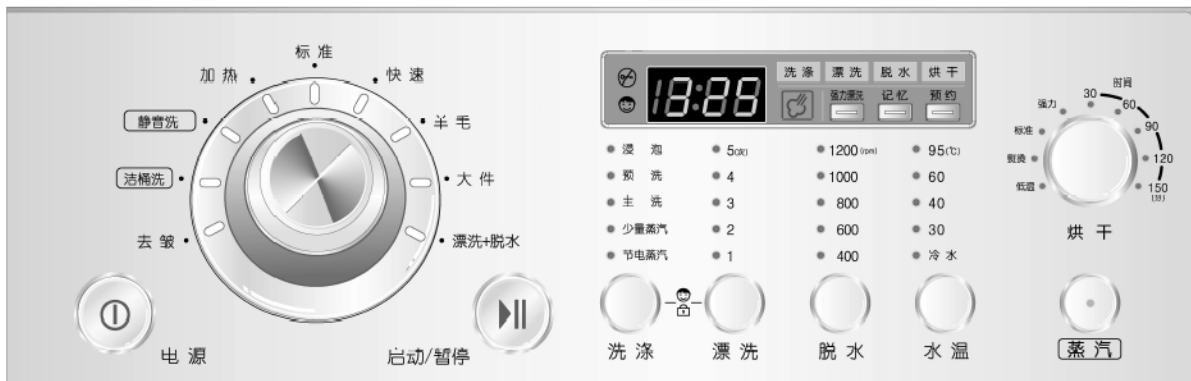 标准
加热
快速
静音洗
羊毛
洁桶洗
大件
去皱
漂洗+脱水
电源
启动/暂停
18:25
洗涤 漂洗 脱水 烘干
强力漂洗 记忆 预约
浸泡 5(次) 1200(rpm) 95(℃)
预洗 4 1000 60
主洗 3 800 40
少量蒸汽 2 600 30
节电蒸汽 1 400 冷水
洗涤 漂洗 脱水 水温
时间
30
强力 60
标准 90
熨烫 120
低温 150
(分)
烘干
蒸汽